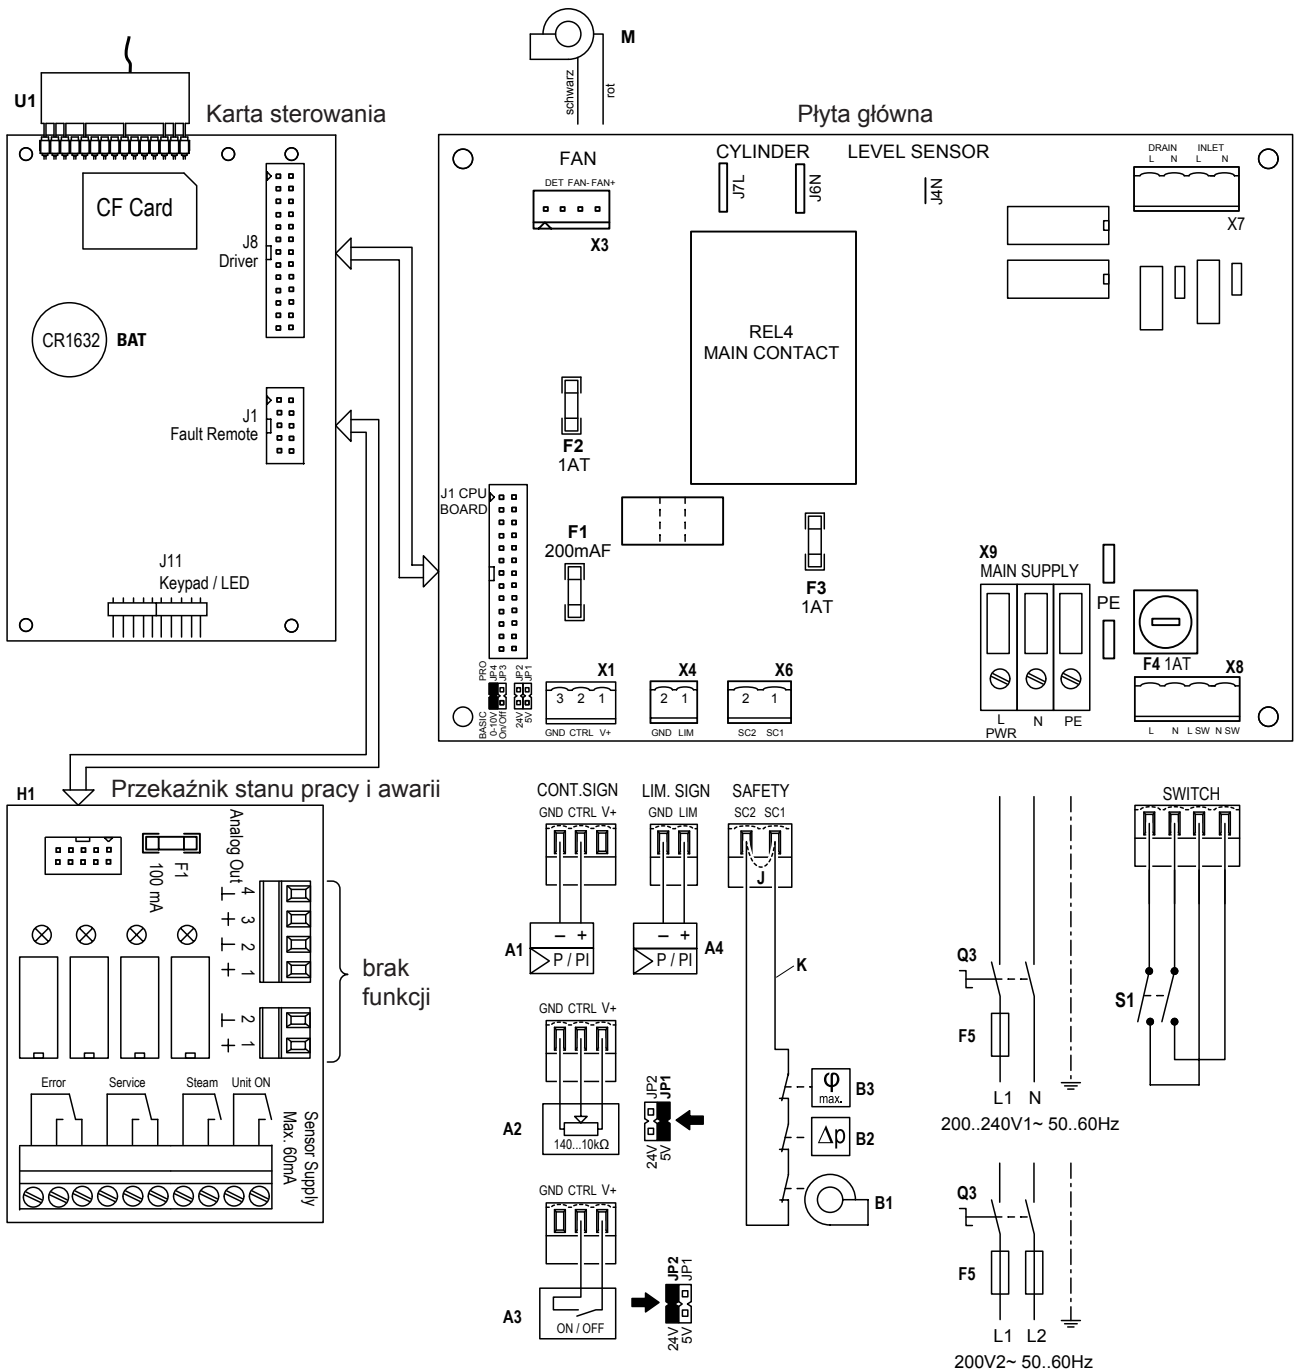 M
schwarz
rot
U1
Karta sterowania
Płyta główna
CF Card
J8
Driver
CR1632
BAT
J1
Fault Remote
J11
Keypad / LED
FAN
DET FAN- FAN+
X3
CYLINDER
J7L
J6N
LEVEL SENSOR
J4N
DRAIN
INLET
L N L N
X7
REL4
MAIN CONTACT
F2
1AT
J1 CPU
BOARD
F1
200mAF
F3
1AT
X9
MAIN SUPPLY
PE
F4 1AT
X8
PRO
JP4
JP3
JP2
JP1
BASIC
0-10V
On/Off
24V
5V
X1
3 2 1
GND CTRL V+
X4
2 1
GND LIM
X6
2 1
SC2 SC1
L
PWR
N
PE
L N L SW N SW
H1
Przekaźnik stanu pracy i awarii
F1
100 mA
Analog Out
4
+ 3
2
+ 1
2
+ 1
brak
funkcji
Error
Service
Steam
Unit ON
Sensor Supply
Max. 60mA
CONT.SIGN
GND CTRL V+
A1
– +
P / PI
LIM. SIGN
GND LIM
– +
P / PI
A4
SAFETY
SC2 SC1
J
K
φ
max.
B3
Δp
B2
B1
GND CTRL V+
A2
140...10kΩ
JP2
JP1
24V
5V
GND CTRL V+
A3
ON / OFF
JP2
JP1
24V
5V
Q3
F5
L1 N
200..240V1~ 50..60Hz
Q3
F5
L1 L2
200V2~ 50..60Hz
SWITCH
S1